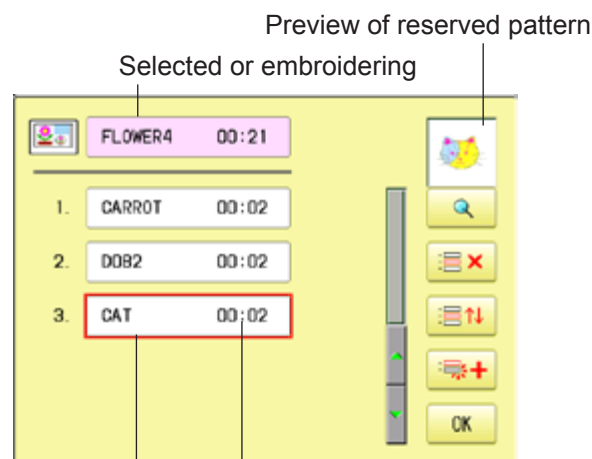 Preview of reserved pattern
Selected or embroidering
FLOWER4 00:21
1. CARROT 00:02
2. DOB2 00:02
3. CAT 00:02
OK